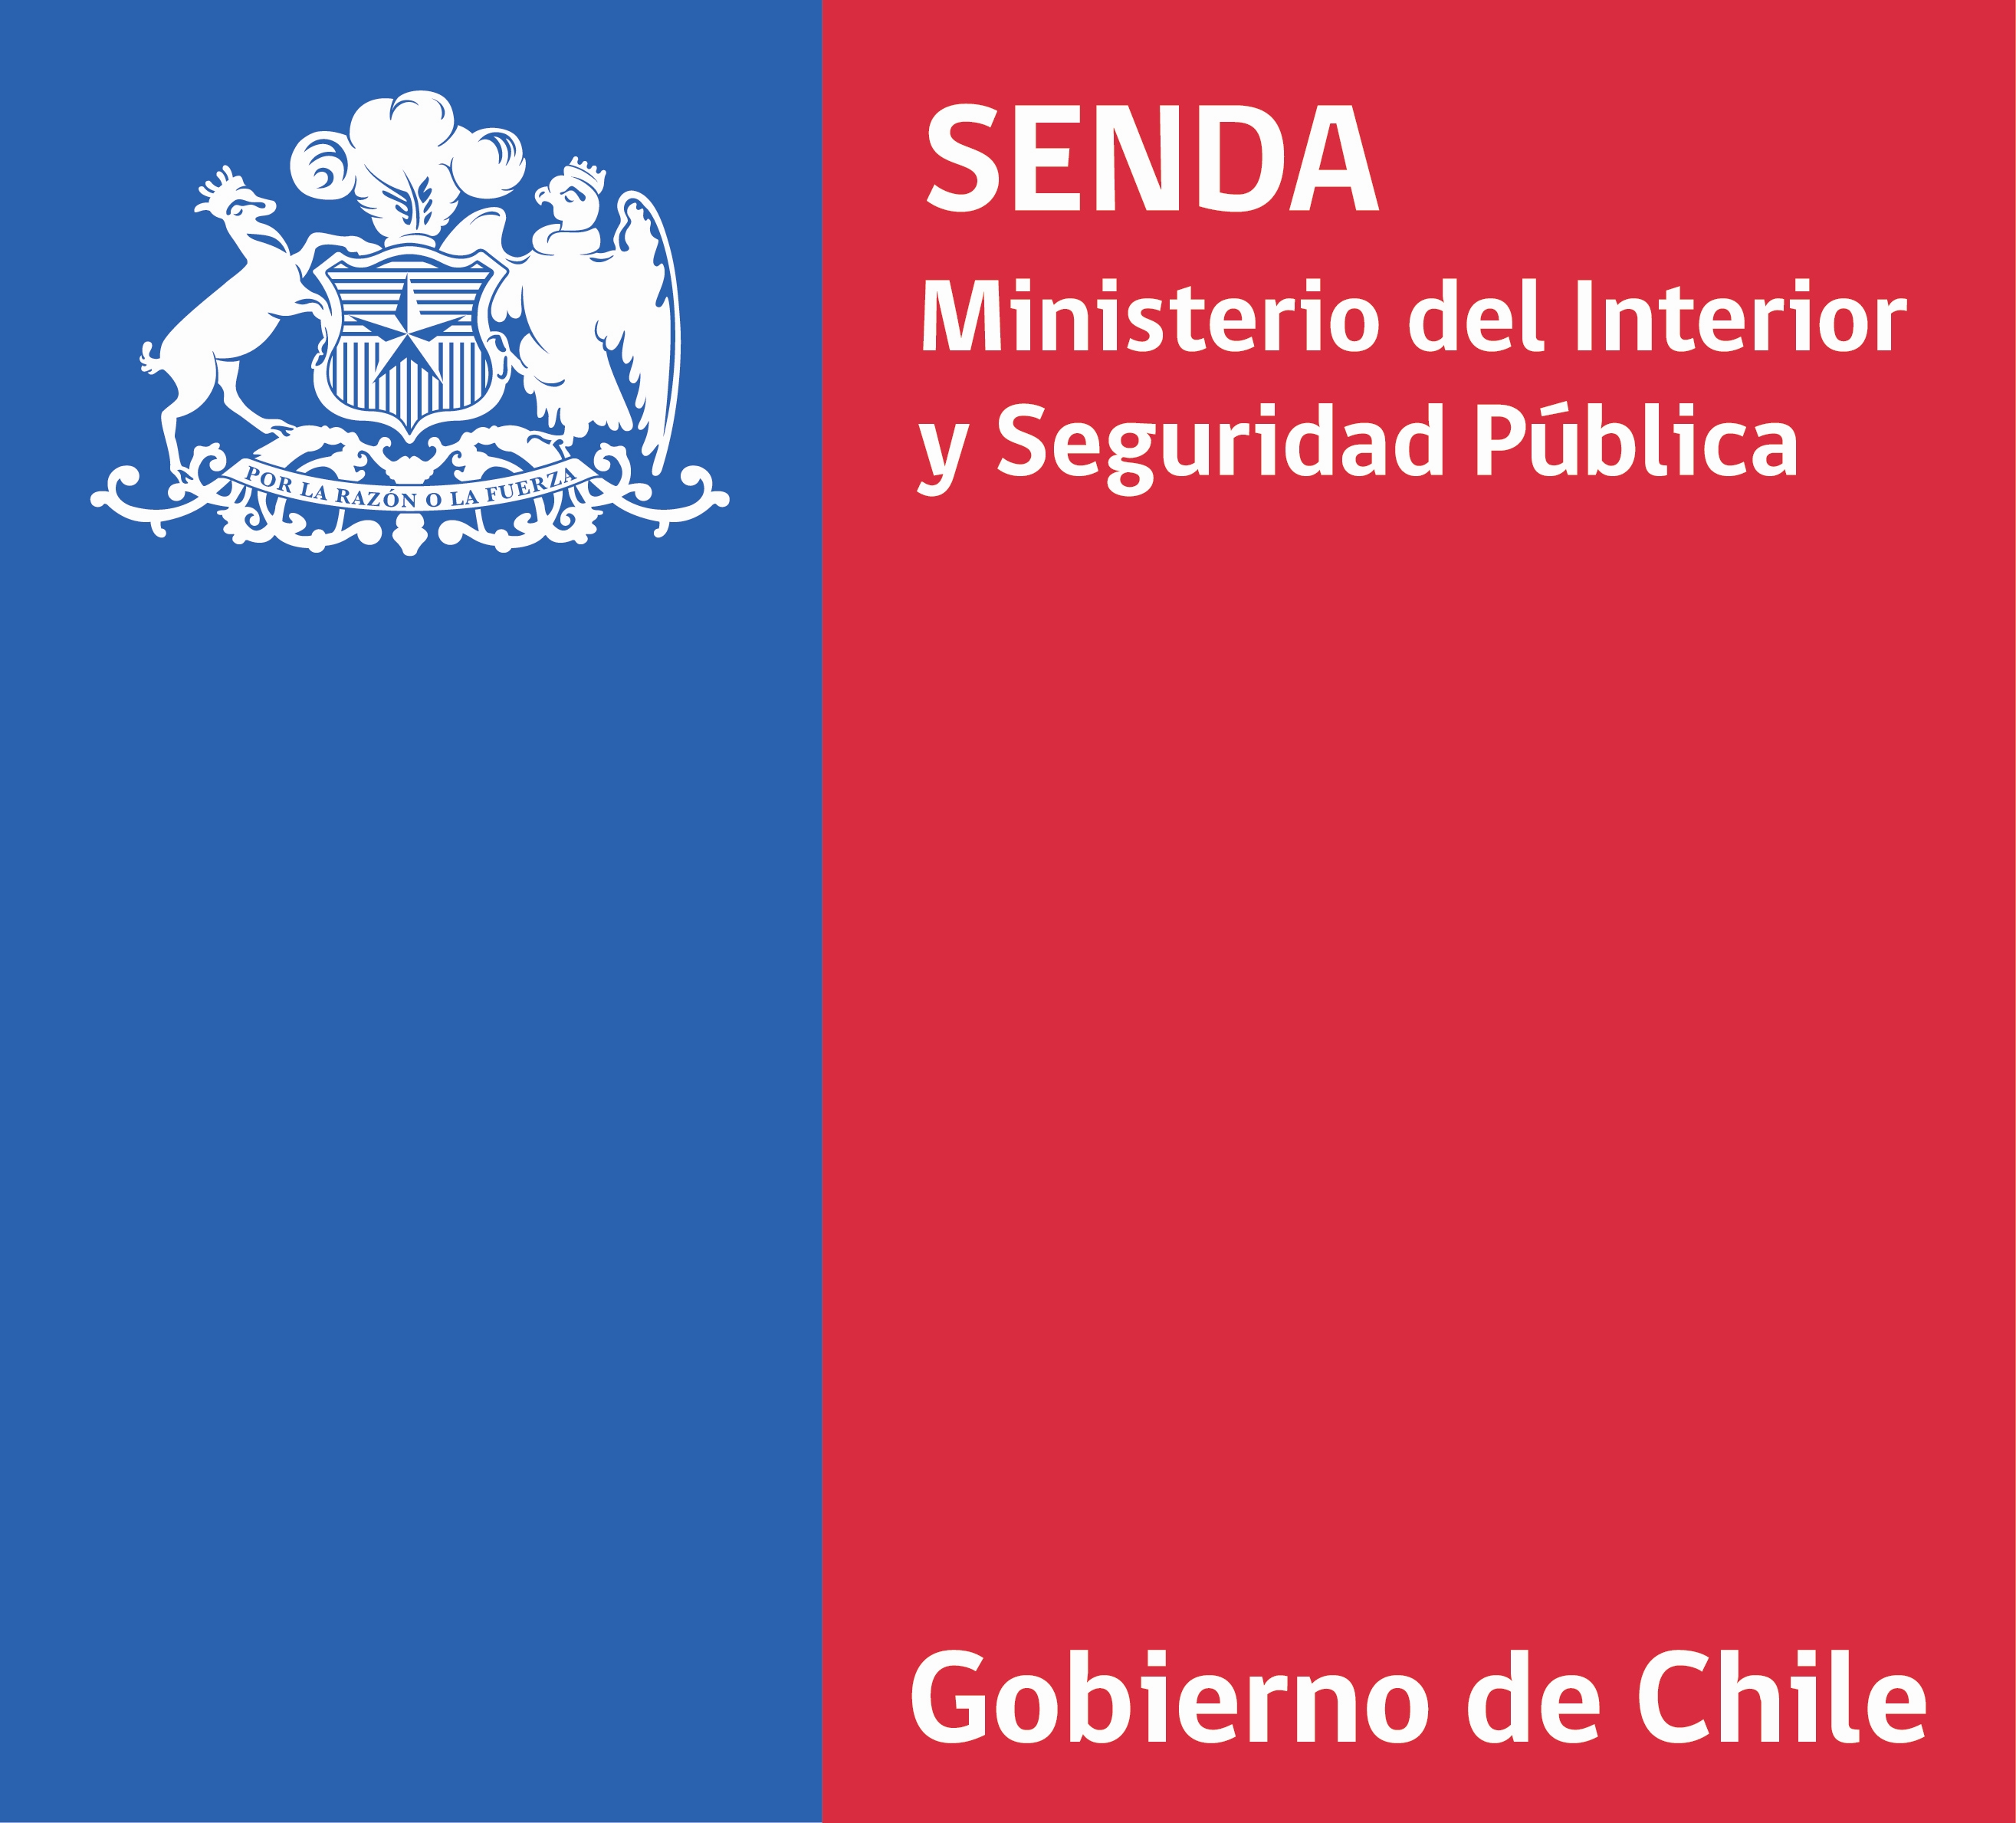 POR LA RAZÓN O LA FUERZA
SENDA
Ministerio del Interior
y Seguridad Pública
Gobierno de Chile